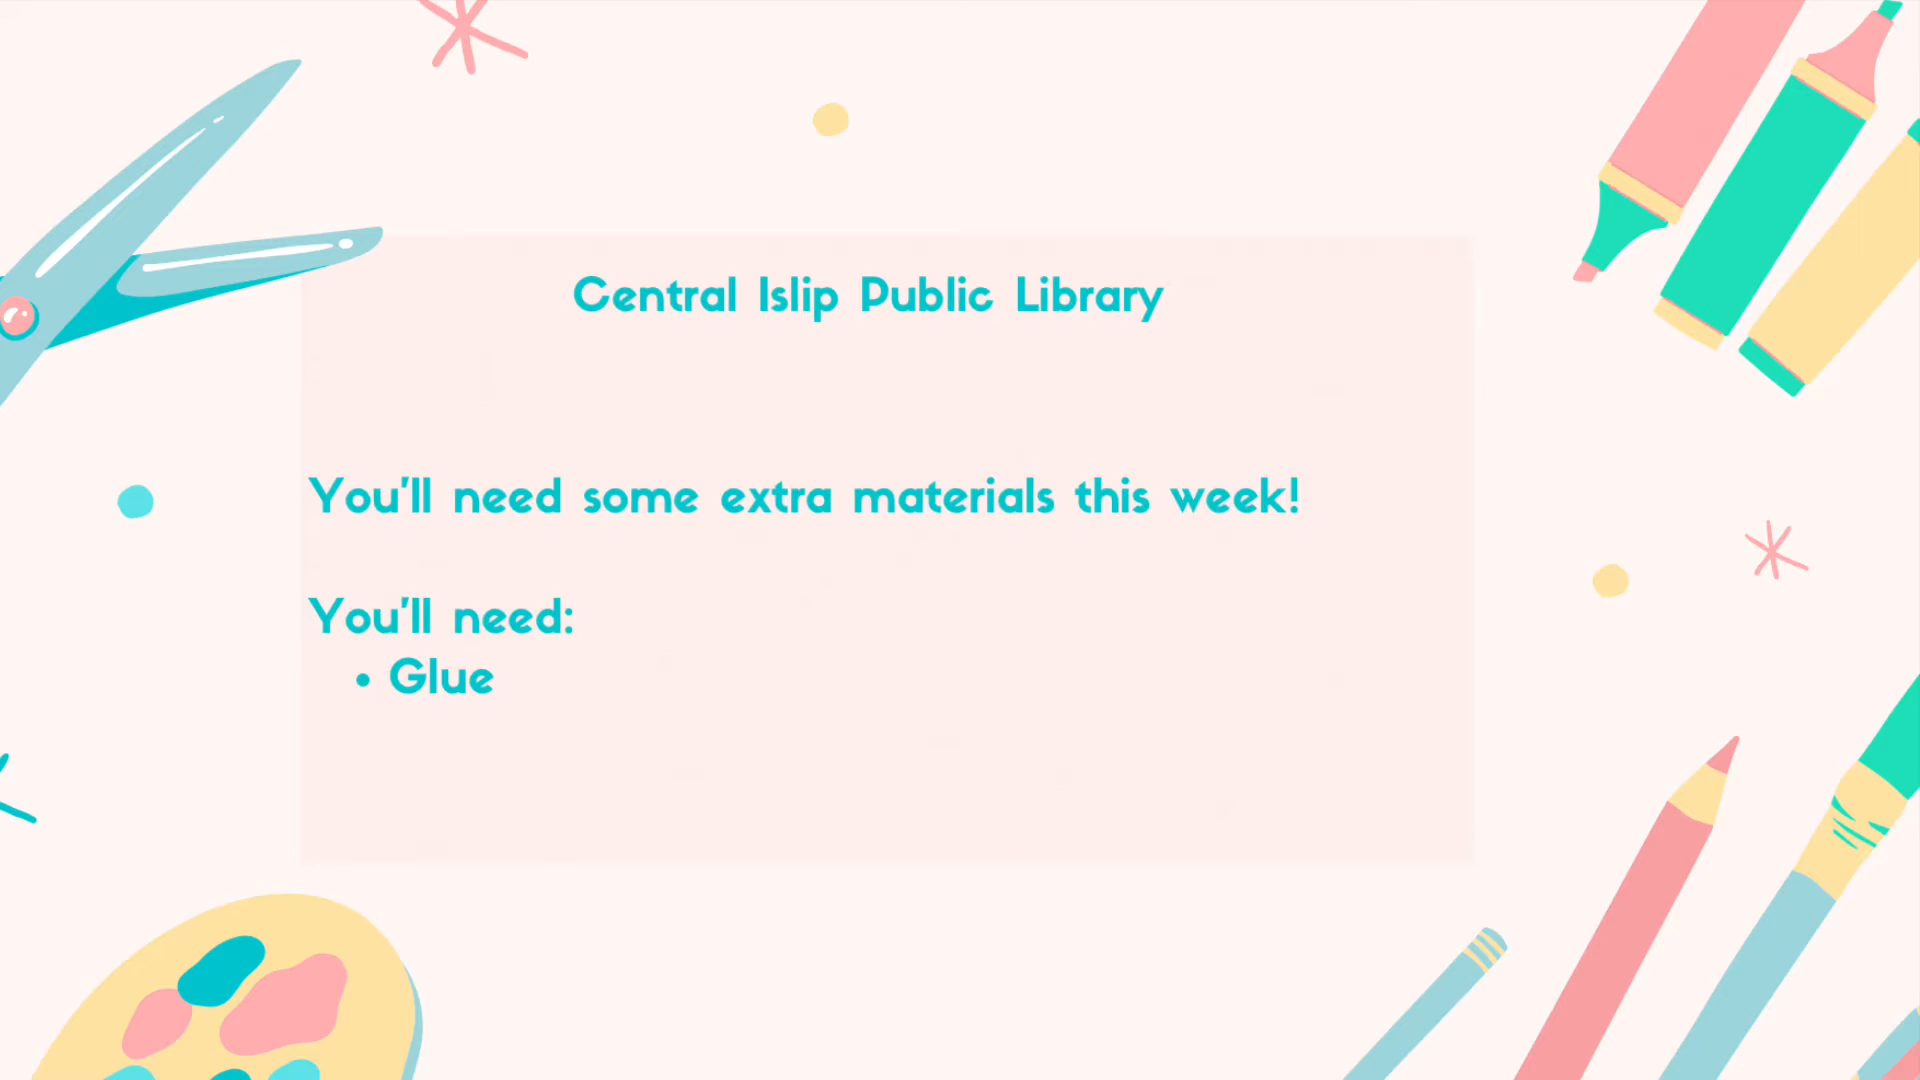 Central Islip Public Library
You'll need some extra materials this week!
You'll need:
• Glue